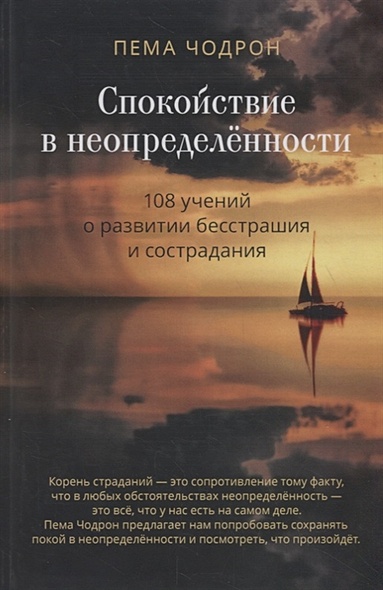 ПЕМА ЧОДРОН
Спокойствие
в неопределённости
108 учений
о развитии бесстрашия
и сострадания
Корень страданий — это сопротивление тому факту,
что в любых обстоятельствах неопределённость —
это всё, что у нас есть на самом деле.
Пема Чодрон предлагает нам попробовать сохранять
покой в неопределённости и посмотреть, что произойдёт.